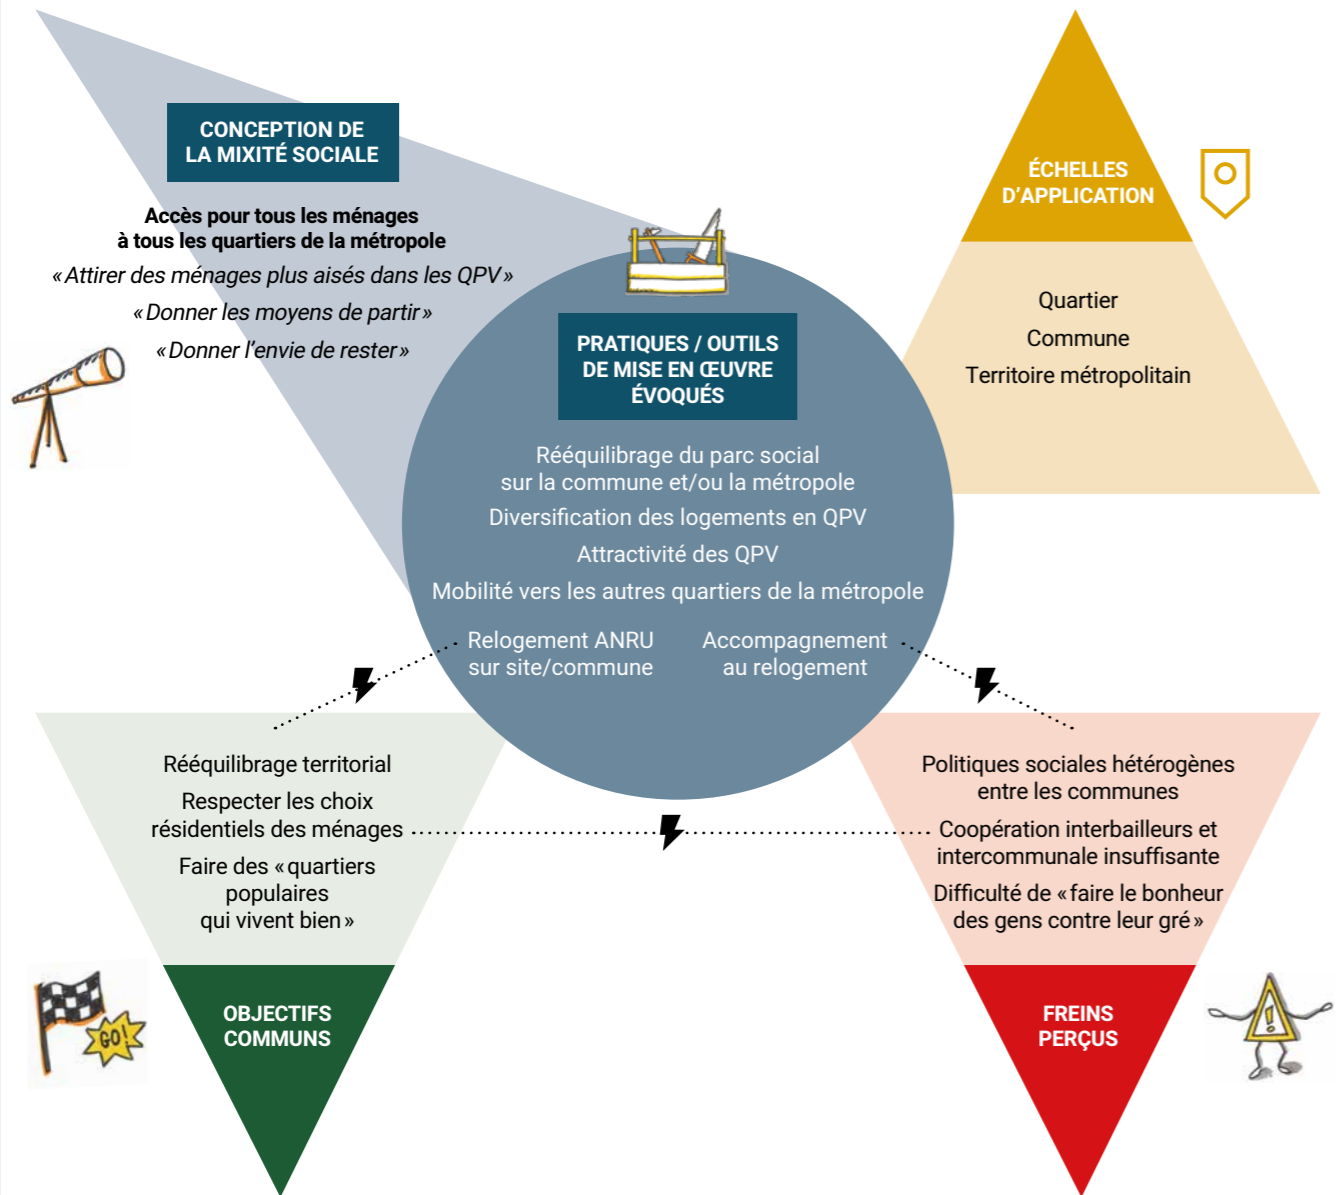 CONCEPTION DE
LA MIXITÉ SOCIALE
Accès pour tous les ménages
à tous les quartiers de la métropole
«Attirer des ménages plus aisés dans les QPV»
«Donner les moyens de partir»
«Donner l'envie de rester»
ÉCHELLES
D'APPLICATION
Quartier
Commune
Territoire métropolitain
PRATIQUES / OUTILS
DE MISE EN ŒUVRE
ÉVOQUÉS
Rééquilibrage du parc social
sur la commune et/ou la métropole
Diversification des logements en QPV
Attractivité des QPV
Mobilité vers les autres quartiers de la métropole
Relogement ANRU
sur site/commune
Accompagnement
au relogement
Rééquilibrage territorial
Respecter les choix
résidentiels des ménages
Faire des «quartiers
populaires
qui vivent bien»
OBJECTIFS
COMMUNS
GO!
Politiques sociales hétérogènes
entre les communes
Coopération interbailleurs et
intercommunale insuffisante
Difficulté de «faire le bonheur
des gens contre leur gré»
FREINS
PERÇUS
!